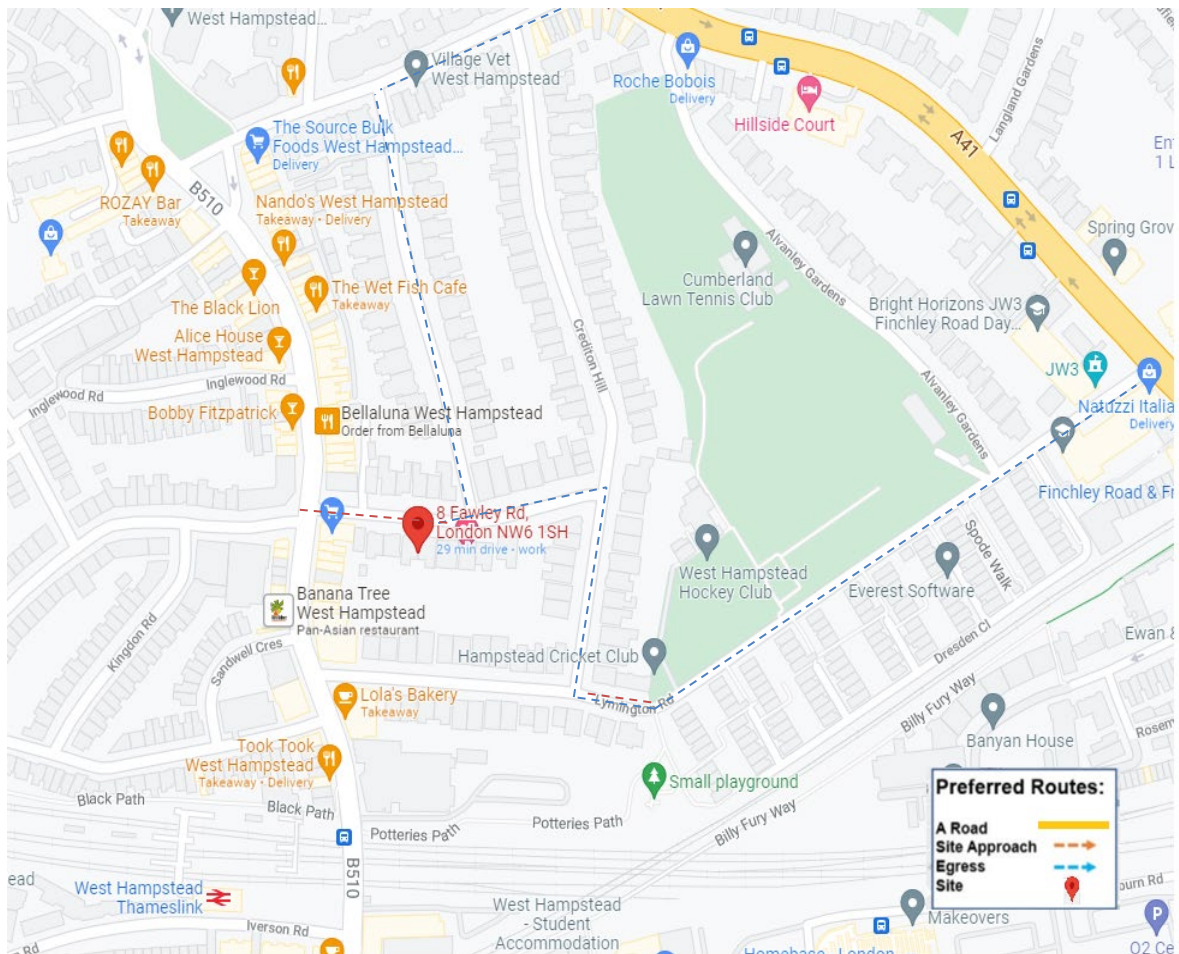 West Hampstead...
Village Vet
West Hampstead
Roche Bobois
Delivery
Hillside Court
Langland Gardens
A41
The Source Bulk
Foods West Hampstead...
Delivery
ROZAY Bar
Takeaway
B510
Nando's West Hampstead
Takeaway • Delivery
Spring Grov
The Black Lion
The Wet Fish Cafe
Takeaway
Cumberland
Lawn Tennis Club
Alvanley Gardens
Bright Horizons JW3
Finchley Road Day...
Alice House
West Hampstead
Crediton Hill
Inglewood Rd
Inglewood Rd
JW3
Alvanley Gardens
Natuzzi Italia
Delivery
Bobby Fitzpatrick
Bellaluna West Hampstead
Order from Bellaluna
Finchley Road & Fr
8 Fawley Rd,
London NW6 1SH
29 min drive - work
Spode Walk
West Hampstead
Hockey Club
Everest Software
Banana Tree
West Hampstead
Pan-Asian restaurant
Kingdon Rd
Sandwell Cres
Hampstead Cricket Club
Dresden Cl
Ewan &
Lola's Bakery
Takeaway
Lymington Rd
Billy Fury Way
Banyan House
Rosem
Took Took
West Hampstead
Takeaway • Delivery
Small playground
Black Path
Black Path
Potteries Path
Potteries Path
Billy Fury Way
Preferred Routes:
A Road
Site Approach
Egress
Site
B510
ead
West Hampstead
Thameslink
West Hampstead
- Student
Accommodation
Makeovers
burn Rd
Iverson Rd
Rd
Homebase - London
P
O2 Ce